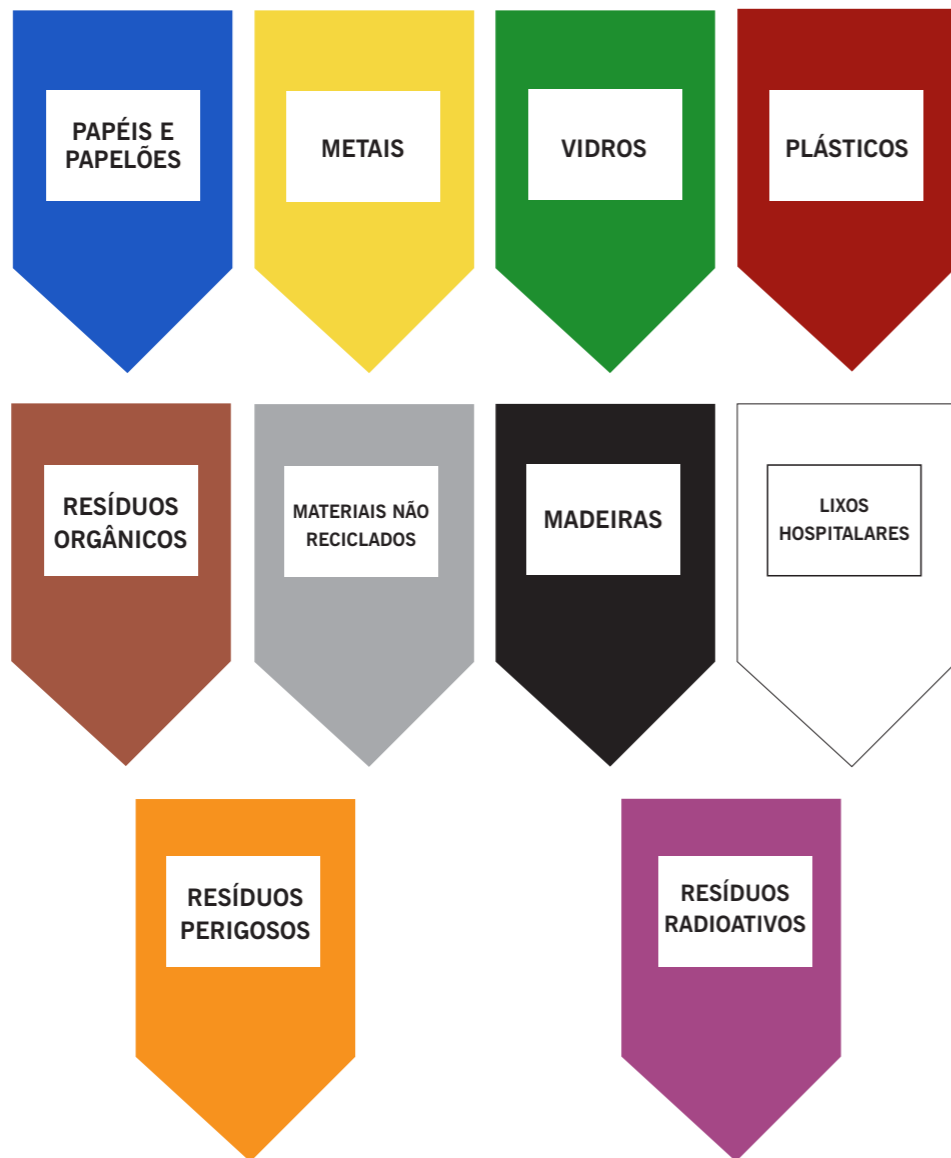 PAPÉIS E
PAPELÕES
METAIS
VIDROS
PLÁSTICOS
RESÍDUOS
ORGÂNICOS
MATERIAIS NÃO
RECICLADOS
MADEIRAS
LIXOS
HOSPITALARES
RESÍDUOS
PERIGOSOS
RESÍDUOS
RADIOATIVOS